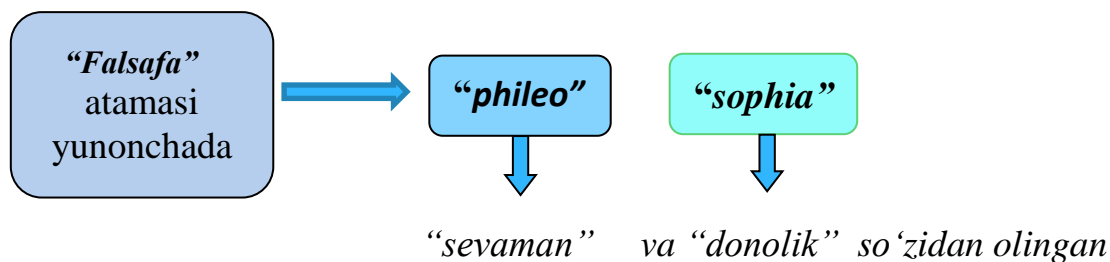 “Falsafa”
atamasi
yunonchada
“phileo”
“sophia”
“sevaman” va “donolik” so‘zidan olingan